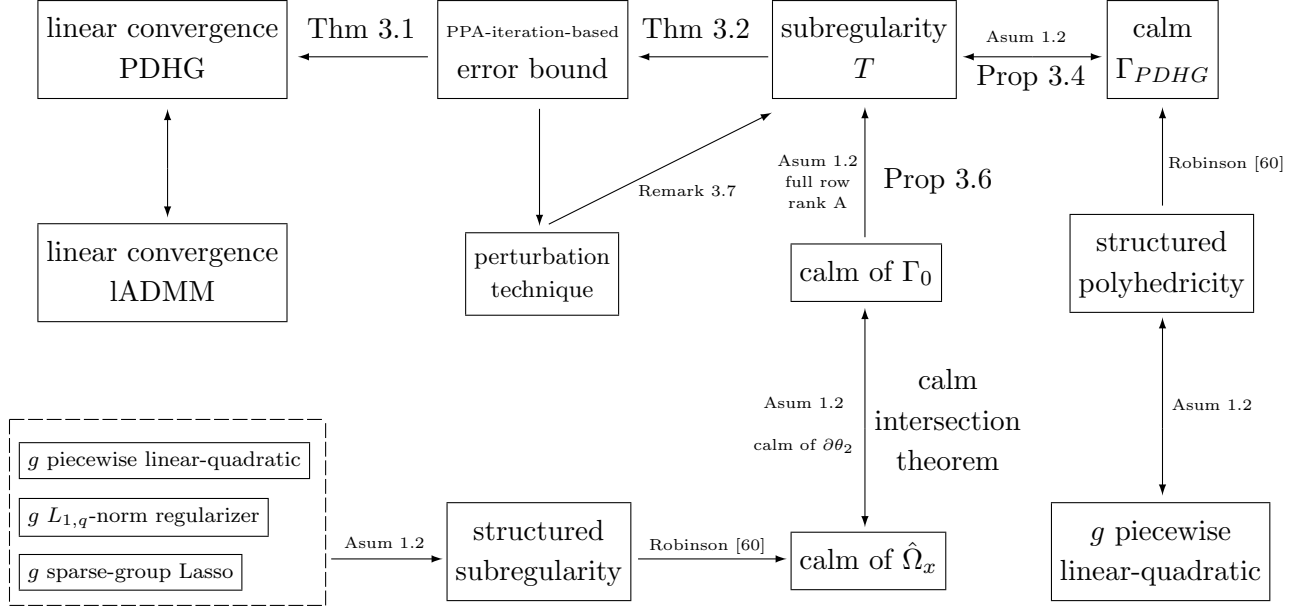 linear convergence
PDHG
Thm 3.1
PPA-iteration-based
error bound
Thm 3.2
subregularity
T
Asum 1.2
Prop 3.4
calm
Γ_{PDHG}
Remark 3.7
Asum 1.2
full row
rank A
Prop 3.6
Robinson [60]
linear convergence
lADMM
perturbation
technique
calm of Γ₀
structured
polyhedricity
Asum 1.2
calm of ∂θ₂
calm
intersection
theorem
Asum 1.2
g piecewise linear-quadratic
g L_{1,q}-norm regularizer
g sparse-group Lasso
Asum 1.2
structured
subregularity
Robinson [60]
calm of Ω̂ₓ
g piecewise
linear-quadratic